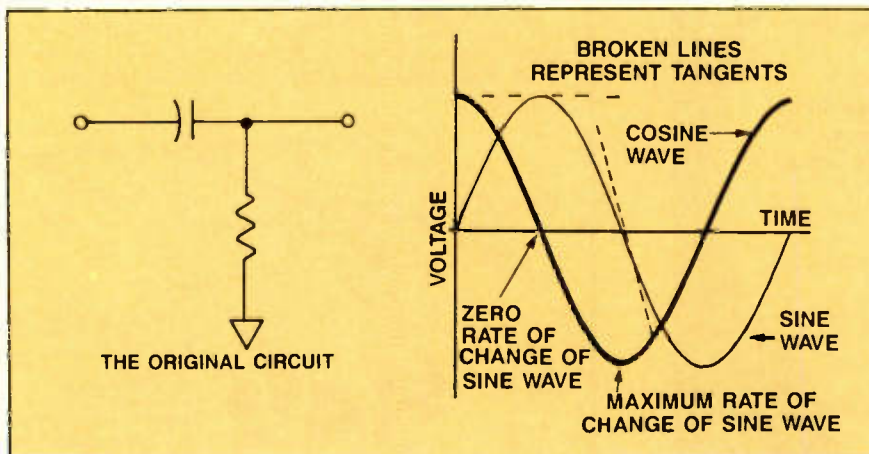 THE ORIGINAL CIRCUIT
BROKEN LINES
REPRESENT TANGENTS
COSINE
WAVE
TIME
VOLTAGE
ZERO
RATE OF
CHANGE OF
SINE WAVE
SINE
WAVE
MAXIMUM RATE OF
CHANGE OF SINE WAVE